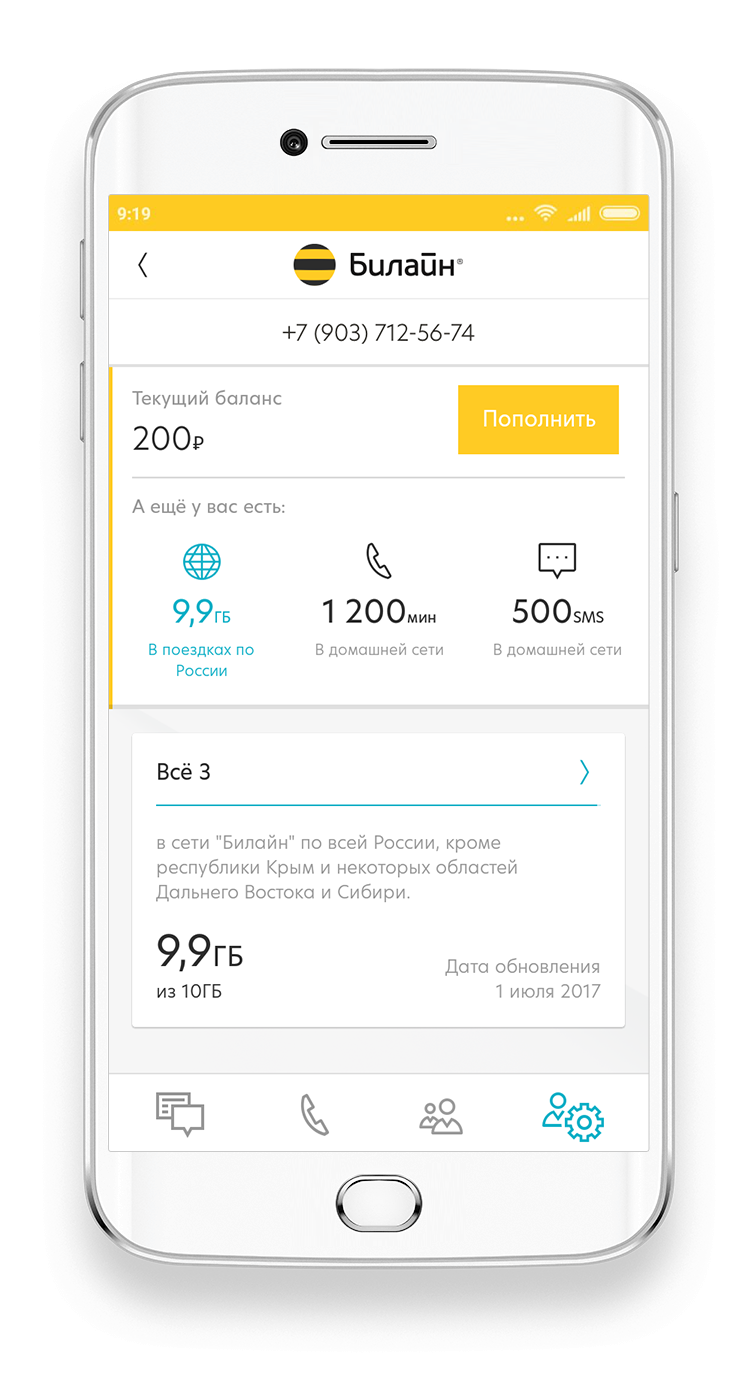 9:19
Билайн®
+7 (903) 712-56-74
Текущий баланс
200₽
Пополнить
А ещё у вас есть:
9,9ГБ
В поездках по
России
1 200мин
В домашней сети
500SMS
В домашней сети
Всё 3
в сети "Билайн" по всей России, кроме
республики Крым и некоторых областей
Дальнего Востока и Сибири.
9,9ГБ
из 10ГБ
Дата обновления
1 июля 2017